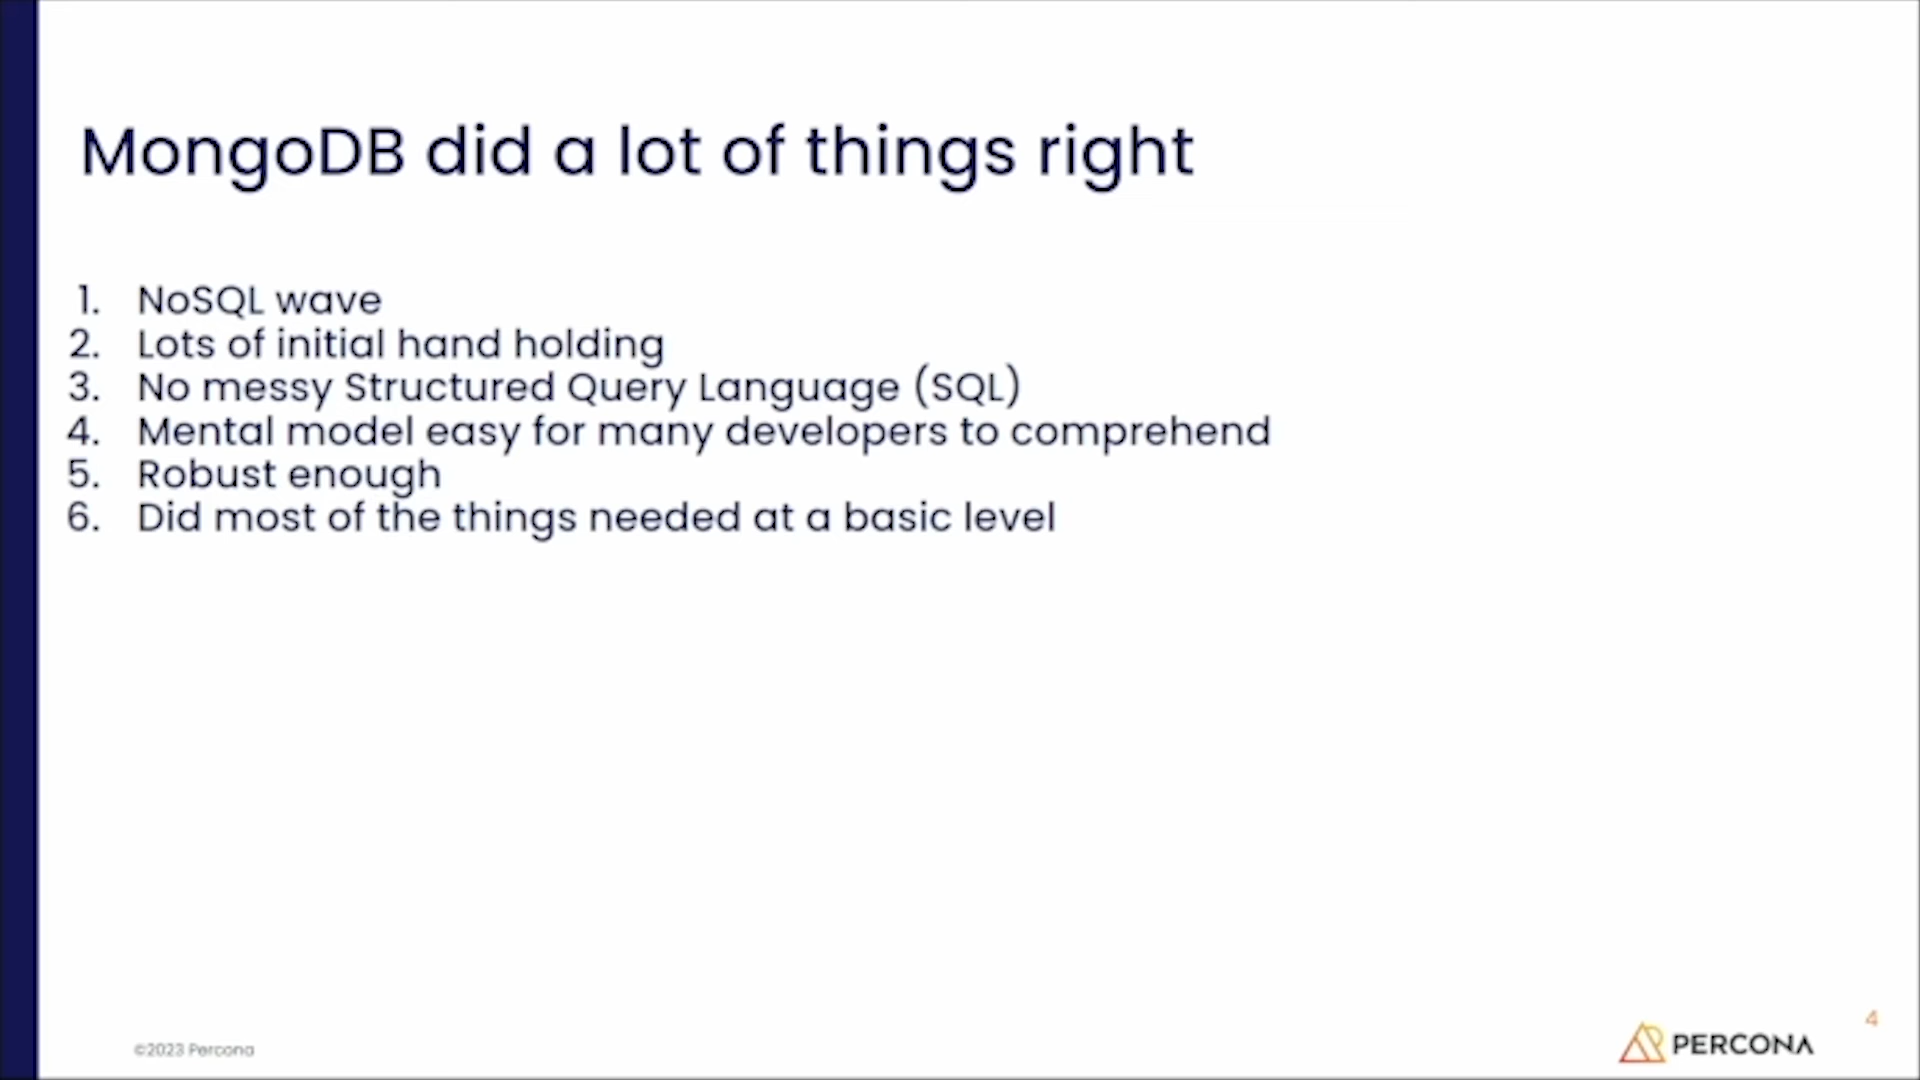 MongoDB did a lot of things right
1. NoSQL wave
2. Lots of initial hand holding
3. No messy Structured Query Language (SQL)
4. Mental model easy for many developers to comprehend
5. Robust enough
6. Did most of the things needed at a basic level
©2023 Percona
PERCONA
4